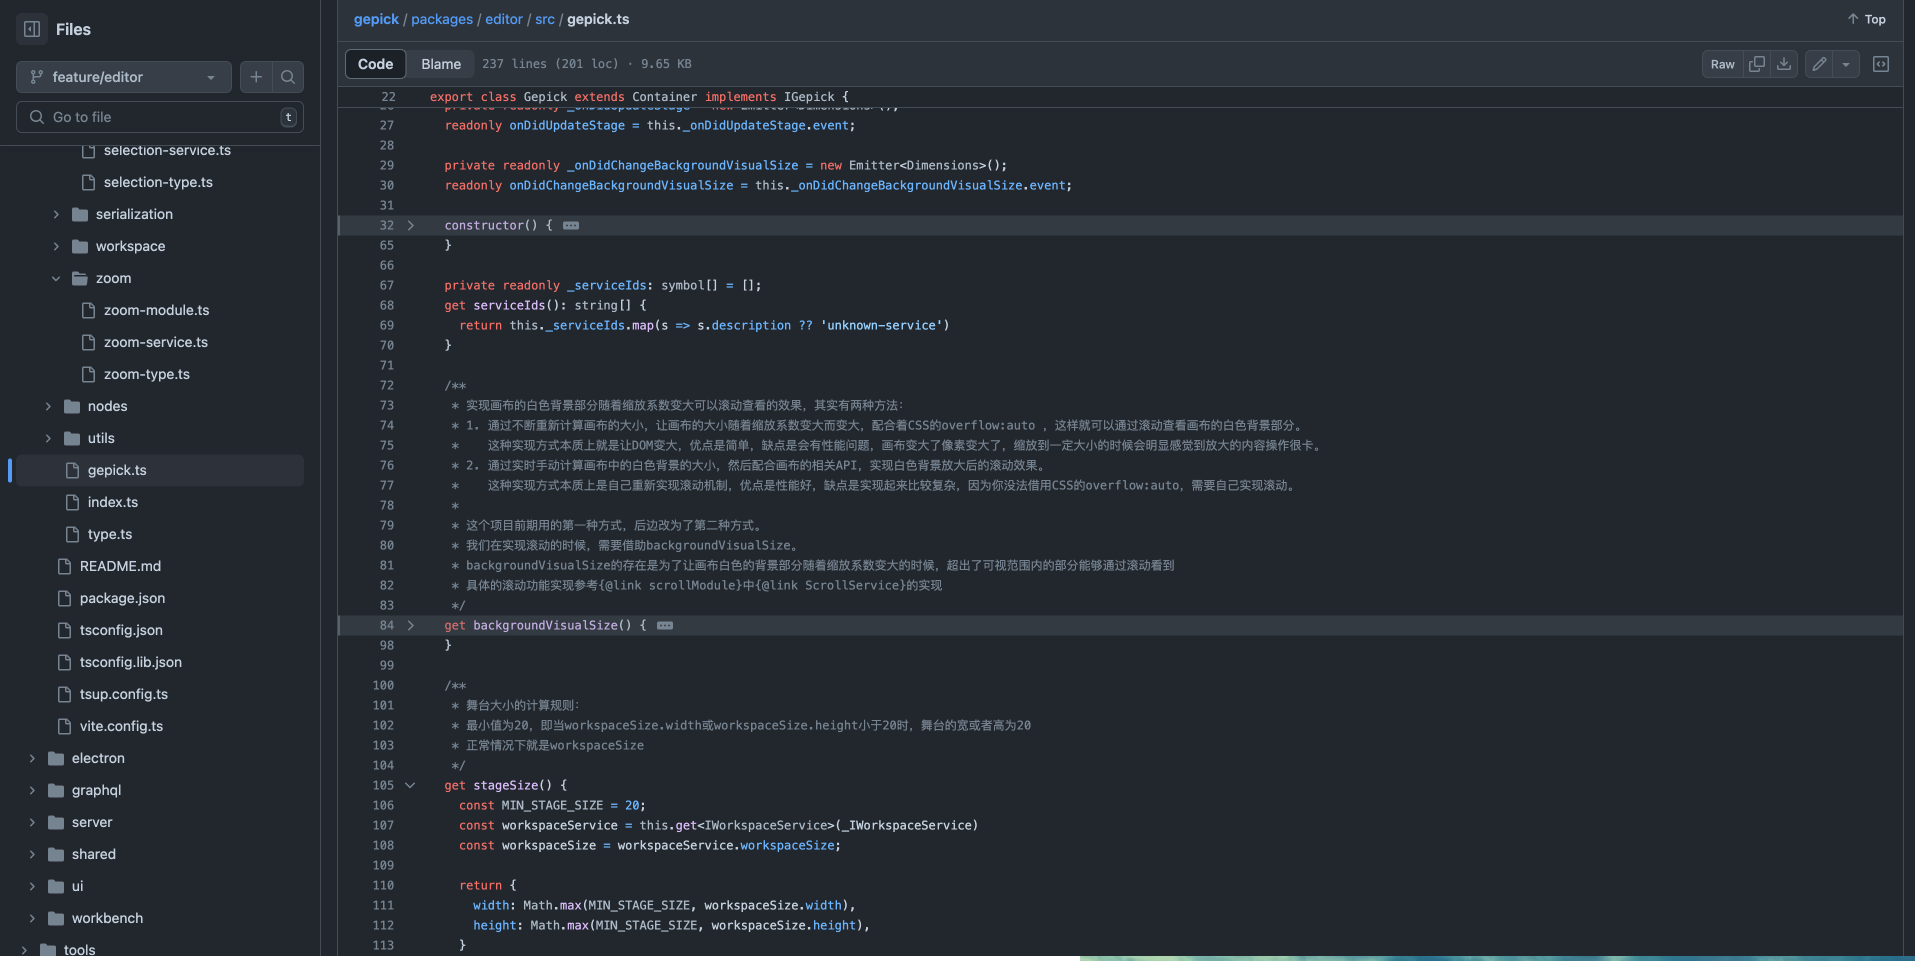 Files
feature/editor
Go to file
t
selection-service.ts
selection-type.ts
serialization
workspace
zoom
zoom-module.ts
zoom-service.ts
zoom-type.ts
nodes
utils
gepick.ts
index.ts
type.ts
README.md
package.json
tsconfig.json
tsconfig.lib.json
tsup.config.ts
vite.config.ts
electron
graphql
server
shared
ui
workbench
tools
gepick / packages / editor / src / gepick.ts
Top
Code Blame 237 lines (201 loc) · 9.65 KB
Raw
22 export class Gepick extends Container implements IGepick {
private readonly _onDidUpdateStage = new Emitter<Dimensions>();
27 readonly onDidUpdateStage = this._onDidUpdateStage.event;
28
29 private readonly _onDidChangeBackgroundVisualSize = new Emitter<Dimensions>();
30 readonly onDidChangeBackgroundVisualSize = this._onDidChangeBackgroundVisualSize.event;
31
32 constructor() {
65 }
66
67 private readonly _serviceIds: symbol[] = [];
68 get serviceIds(): string[] {
69 return this._serviceIds.map(s => s.description ?? 'unknown-service')
70 }
71
72 /**
73 * 实现画布的白色背景部分随着缩放系数变大可以滚动查看的效果，其实有两种方法：
74 * 1. 通过不断重新计算画布的大小，让画布的大小随着缩放系数变大而变大，配合着CSS的overflow:auto ，这样就可以通过滚动查看画布的白色背景部分。
75 * 这种实现方式本质上就是让DOM变大，优点是简单，缺点是会有性能问题，画布变大了像素变大了，缩放到一定大小的时候会明显感觉到放大的内容操作很卡。
76 * 2. 通过实时手动计算画布中的白色背景的大小，然后配合画布的相关API，实现白色背景放大后的滚动效果。
77 * 这种实现方式本质上是自己重新实现滚动机制，优点是性能好，缺点是实现起来比较复杂，因为你没法借用CSS的overflow:auto，需要自己实现滚动。
78 *
79 * 这个项目前期用的第一种方式，后边改为了第二种方式。
80 * 我们在实现滚动的时候，需要借助backgroundVisualSize。
81 * backgroundVisualSize的存在是为了让画布白色的背景部分随着缩放系数变大的时候，超出了可视范围内的部分能够通过滚动看到
82 * 具体的滚动功能实现参考{@link scrollModule}中{@link ScrollService}的实现
83 */
84 get backgroundVisualSize() {
98 }
99
100 /**
101 * 舞台大小的计算规则：
102 * 最小值为20，即当workspaceSize.width或workspaceSize.height小于20时，舞台的宽或者高为20
103 * 正常情况下就是workspaceSize
104 */
105 get stageSize() {
106 const MIN_STAGE_SIZE = 20;
107 const workspaceService = this.get<IWorkspaceService>(_IWorkspaceService)
108 const workspaceSize = workspaceService.workspaceSize;
109
110 return {
111 width: Math.max(MIN_STAGE_SIZE, workspaceSize.width),
112 height: Math.max(MIN_STAGE_SIZE, workspaceSize.height),
113 }